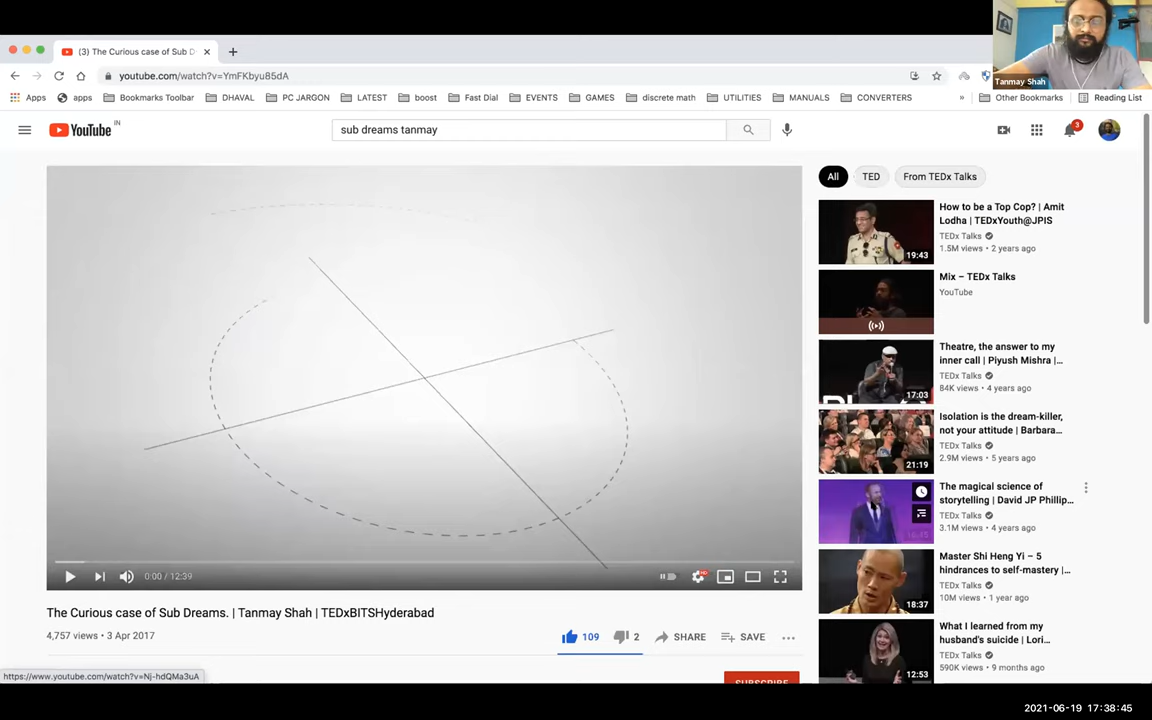 Tanmay Shah
(3) The Curious case of Sub D
youtube.com/watch?v=YmFKbyu85dA
Apps
apps
Bookmarks Toolbar
DHAVAL
PC JARGON
LATEST
boost
Fast Dial
EVENTS
GAMES
discrete math
UTILITIES
MANUALS
CONVERTERS
»
Other Bookmarks
Reading List
YouTube IN
sub dreams tanmay
3
All
TED
From TEDx Talks
How to be a Top Cop? | Amit
Lodha | TEDxYouth@JPIS
TEDx Talks
1.5M views • 2 years ago
19:43
Mix – TEDx Talks
YouTube
Theatre, the answer to my
inner call | Piyush Mishra |...
TEDx Talks
84K views • 4 years ago
17:03
Isolation is the dream-killer,
not your attitude | Barbara...
TEDx Talks
2.9M views • 5 years ago
21:19
The magical science of
storytelling | David JP Phillip...
TEDx Talks
3.1M views • 4 years ago
Master Shi Heng Yi – 5
hindrances to self-mastery |...
TEDx Talks
10M views • 1 year ago
18:37
What I learned from my
husband's suicide | Lori...
TEDx Talks
590K views • 9 months ago
12:53
0:00 / 12:39
HD
The Curious case of Sub Dreams. | Tanmay Shah | TEDxBITSHyderabad
4,757 views • 3 Apr 2017
109
2
SHARE
SAVE
SUBSCRIBE
https://www.youtube.com/watch?v=Nj-hdQMa3uA
2021-06-19 17:38:45